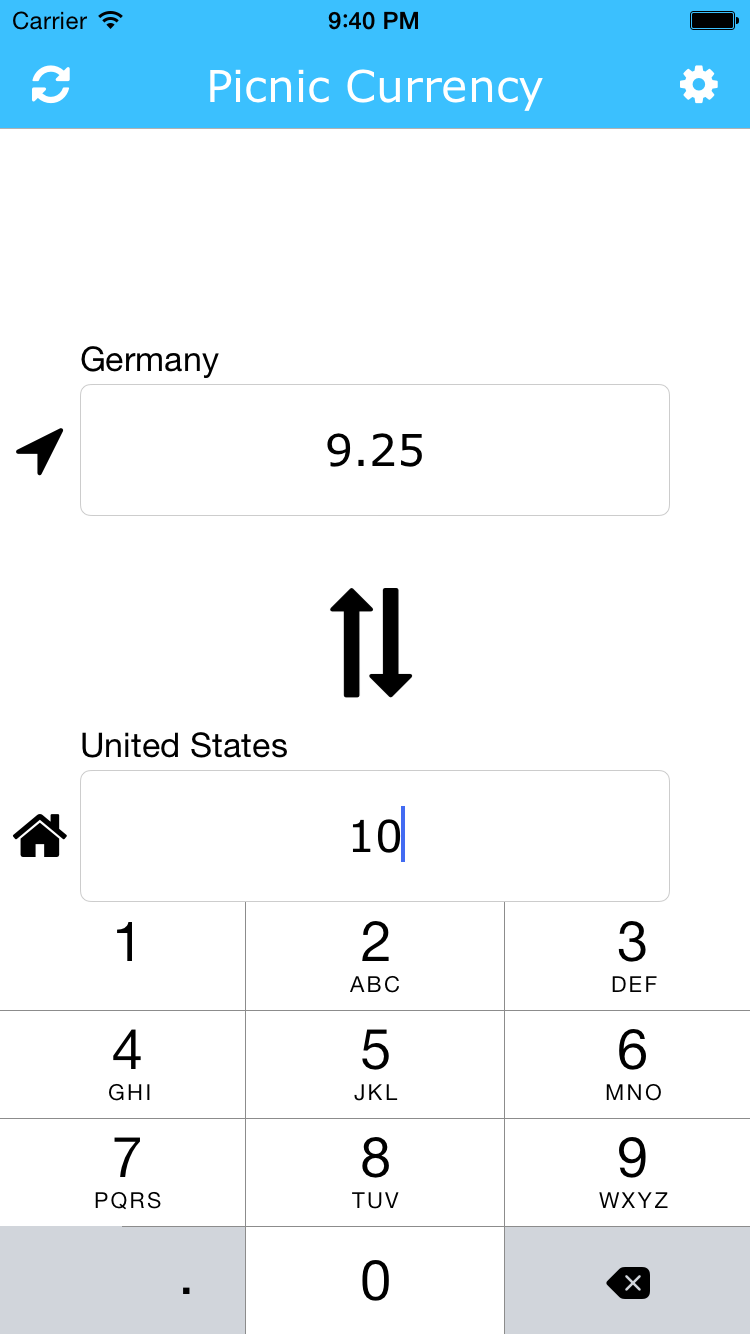 Carrier 9:40 PM
Picnic Currency
Germany
9.25
United States
10
1 2 3
ABC DEF
4 5 6
GHI JKL MNO
7 8 9
PQRS TUV WXYZ
. 0